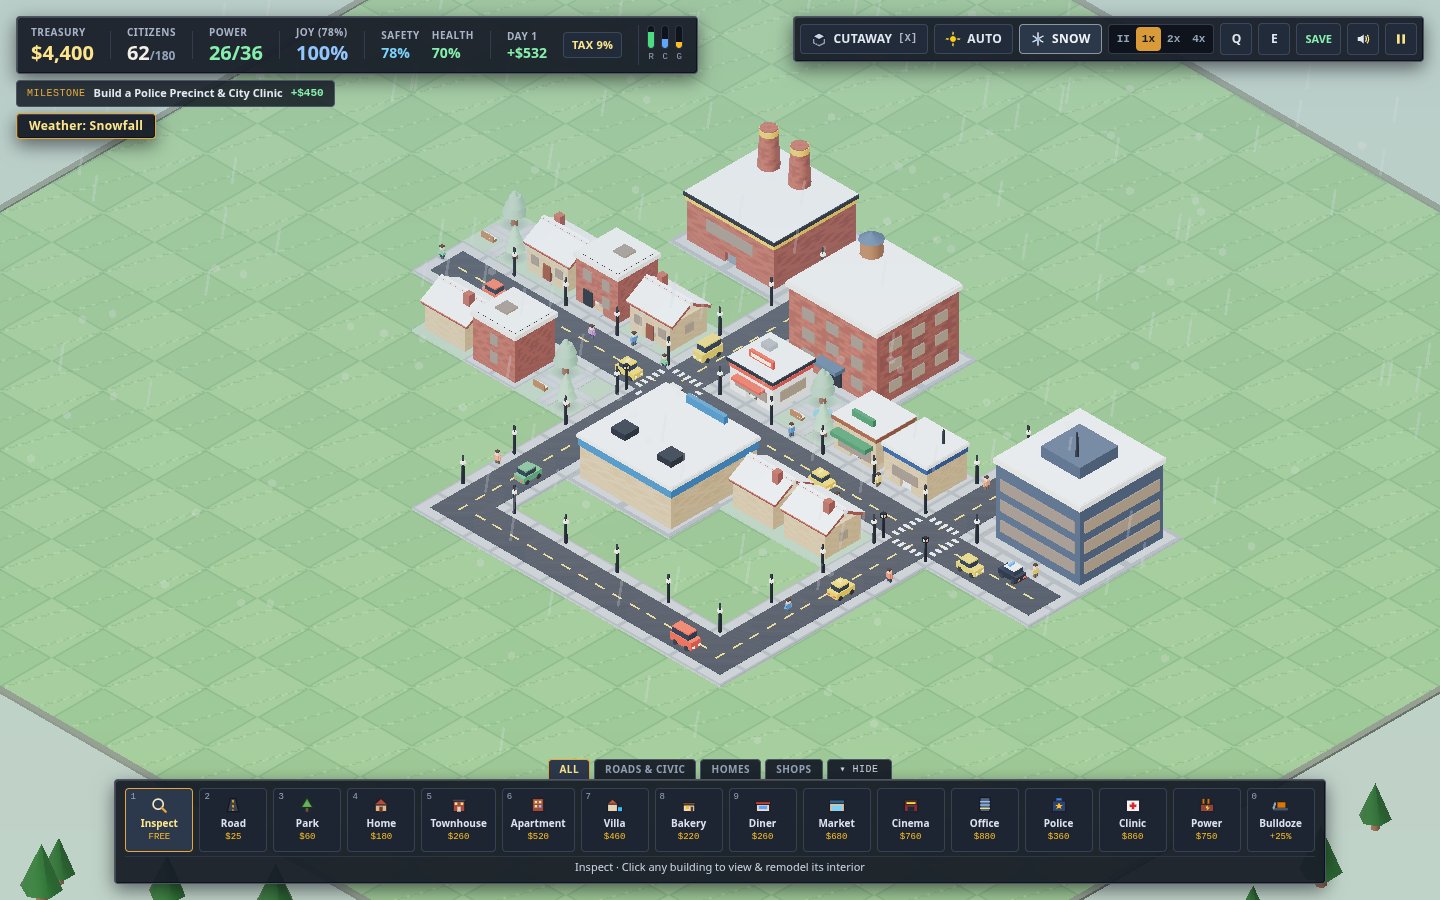 TREASURY CITIZENS POWER JOY (78%) SAFETY HEALTH DAY 1
$4,400 62/180 26/36 100% 78% 70% +$532 TAX 9%
R C G
CUTAWAY [X] AUTO SNOW II 1x 2x 4x Q E SAVE
MILESTONE Build a Police Precinct & City Clinic +$450
Weather: Snowfall
ALL ROADS & CIVIC HOMES SHOPS ▾ HIDE
1 2 3 4 5 6 7 8 9 0
Inspect Road Park Home Townhouse Apartment Villa Bakery Diner Market Cinema Office Police Clinic Power Bulldoze
FREE $25 $60 $180 $260 $520 $460 $220 $260 $680 $760 $880 $360 $860 $750 +25%
Inspect · Click any building to view & remodel its interior